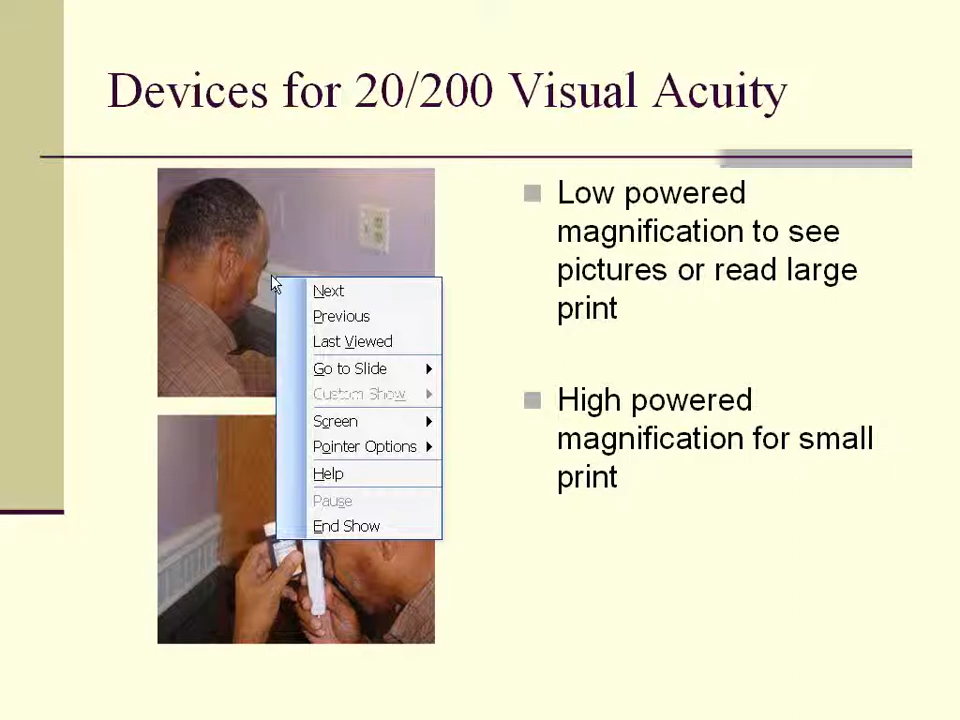 Devices for 20/200 Visual Acuity
Low powered
magnification to see
pictures or read large
print
High powered
magnification for small
print
Next
Previous
Last Viewed
Go to Slide
Custom Show
Screen
Pointer Options
Help
Pause
End Show